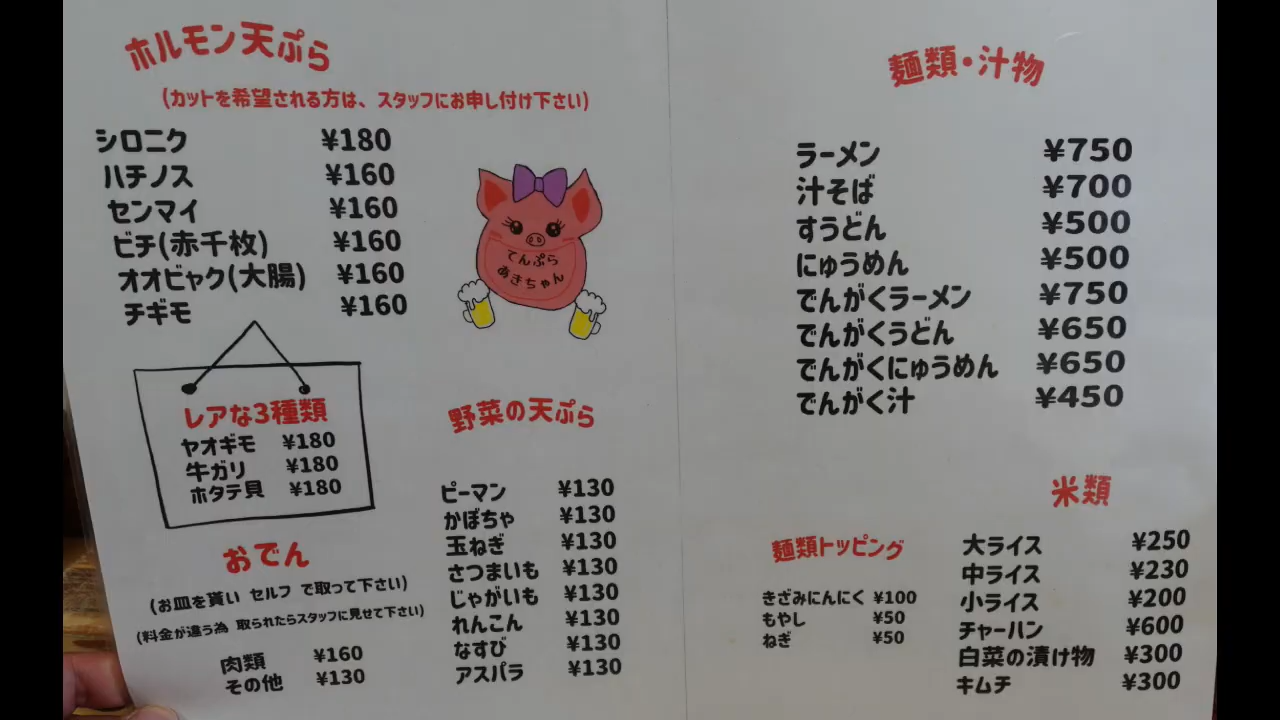 ホルモン天ぷら
(カットを希望される方は、スタッフにお申し付け下さい)
シロニク ¥180
ハチノス ¥160
センマイ ¥160
ビチ(赤千枚) ¥160
オオビャク(大腸) ¥160
チギモ ¥160
てんぷら
あきちゃん
レアな3種類
ヤオギモ ¥180
牛ガリ ¥180
ホタテ貝 ¥180
おでん
(お皿を貰い セルフ で取って下さい)
(料金が違う為 取られたらスタッフに見せて下さい)
肉類 ¥160
その他 ¥130
野菜の天ぷら
ピーマン ¥130
かぼちゃ ¥130
玉ねぎ ¥130
さつまいも ¥130
じゃがいも ¥130
れんこん ¥130
なすび ¥130
アスパラ ¥130
麺類・汁物
ラーメン ¥750
汁そば ¥700
すうどん ¥500
にゅうめん ¥500
でんがくラーメン ¥750
でんがくうどん ¥650
でんがくにゅうめん ¥650
でんがく汁 ¥450
麺類トッピング
きざみにんにく ¥100
もやし ¥50
ねぎ ¥50
米類
大ライス ¥250
中ライス ¥230
小ライス ¥200
チャーハン ¥600
白菜の漬け物 ¥300
キムチ ¥300